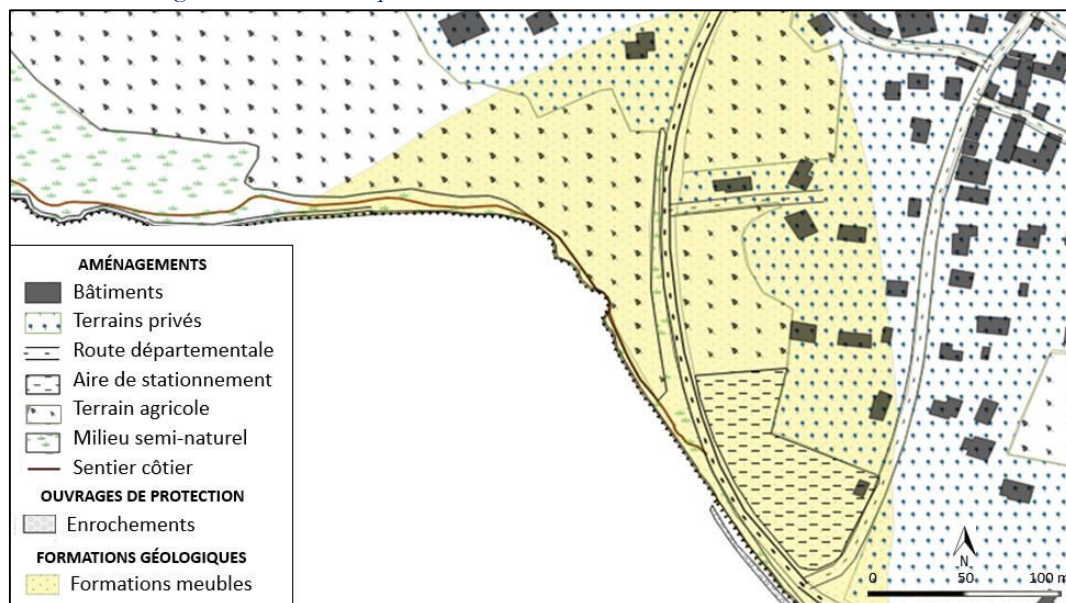 AMÉNAGEMENTS
Bâtiments
Terrains privés
Route départementale
Aire de stationnement
Terrain agricole
Milieu semi-naturel
Sentier côtier
OUVRAGES DE PROTECTION
Enrochements
FORMATIONS GÉOLOGIQUES
Formations meubles
N
0 50 100 m